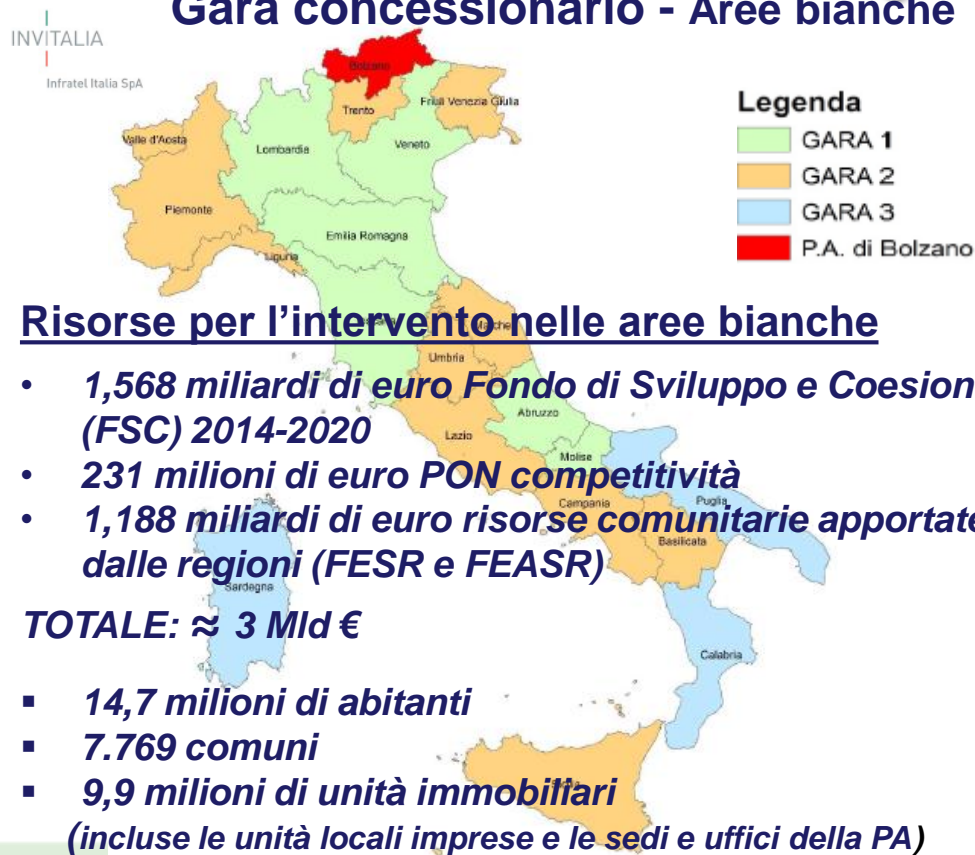 Gara concessionario - Aree bianche
INVITALIA
Infratel Italia SpA
Legenda
GARA 1
GARA 2
GARA 3
P.A. di Bolzano
Bolzano
Trento
Friuli Venezia Giulia
Valle d'Aosta
Lombardia
Veneto
Piemonte
Emilia Romagna
Liguria
Risorse per l'intervento nelle aree bianche
Marche
Umbria
• 1,568 miliardi di euro Fondo di Sviluppo e Coesion
(FSC) 2014-2020
Abruzzo
Lazio
Molise
• 231 milioni di euro PON competitività
Campania
Puglia
• 1,188 miliardi di euro risorse comunitarie apportate
Basilicata
dalle regioni (FESR e FEASR)
Sardegna
TOTALE: ≈ 3 Mld €
Calabria
▪ 14,7 milioni di abitanti
▪ 7.769 comuni
▪ 9,9 milioni di unità immobiliari
(incluse le unità locali imprese e le sedi e uffici della PA)